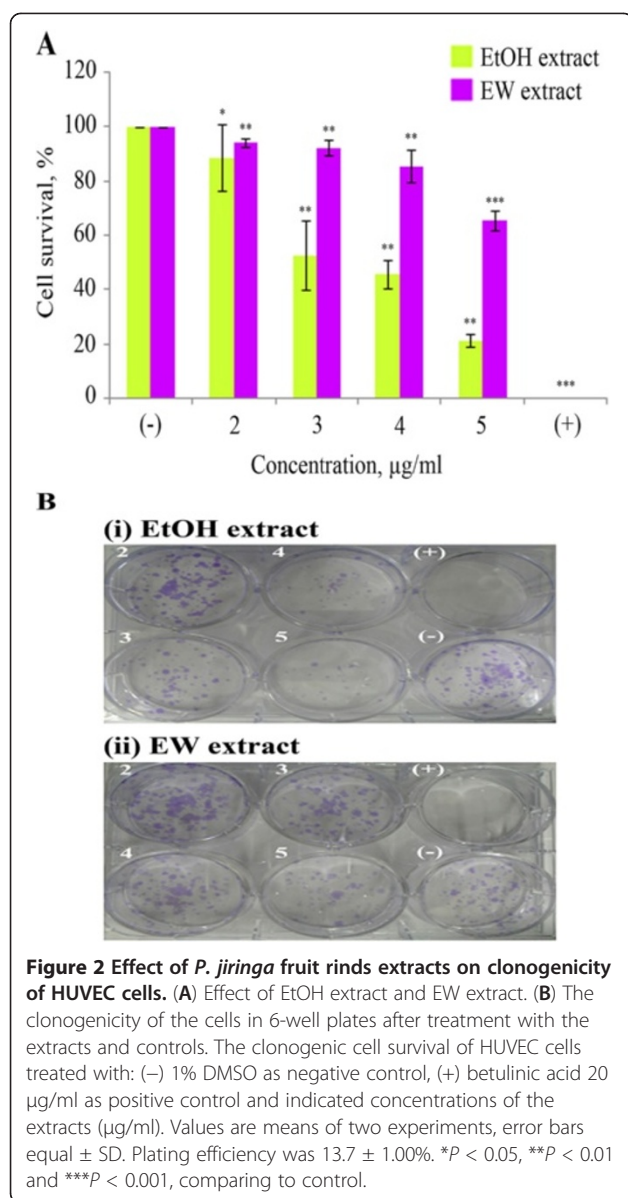 A
EtOH extract
EW extract
120
100
80
60
40
20
0
Cell survival, %
*
**
**
**
**
**
**
***
***
(-)
2
3
4
5
(+)
Concentration, µg/ml
B
(i) EtOH extract
2 4 (+)
3 5 (-)
(ii) EW extract
2 3 (+)
4 5 (-)
Figure 2 Effect of P. jiringa fruit rinds extracts on clonogenicity
of HUVEC cells. (A) Effect of EtOH extract and EW extract. (B) The
clonogenicity of the cells in 6-well plates after treatment with the
extracts and controls. The clonogenic cell survival of HUVEC cells
treated with: (−) 1% DMSO as negative control, (+) betulinic acid 20
µg/ml as positive control and indicated concentrations of the
extracts (µg/ml). Values are means of two experiments, error bars
equal ± SD. Plating efficiency was 13.7 ± 1.00%. *P < 0.05, **P < 0.01
and ***P < 0.001, comparing to control.